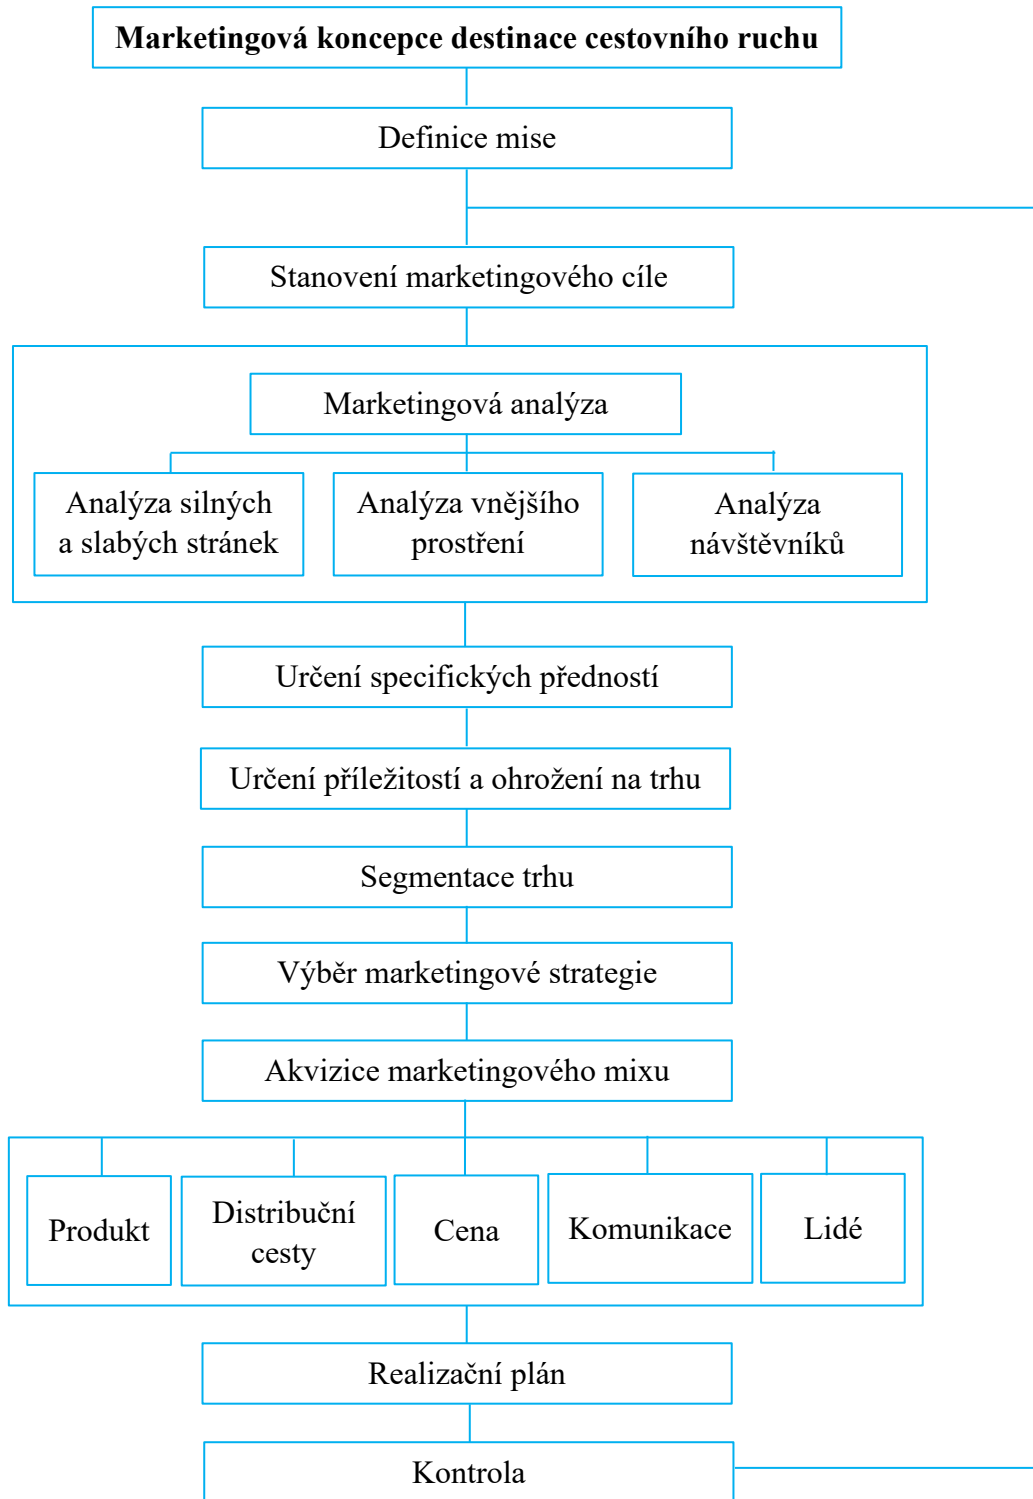 Marketingová koncepce destinace cestovního ruchu
Definice mise
Stanovení marketingového cíle
Marketingová analýza
Analýza silných
a slabých stránek
Analýza vnějšího
prostření
Analýza
návštěvníků
Určení specifických předností
Určení příležitostí a ohrožení na trhu
Segmentace trhu
Výběr marketingové strategie
Akvizice marketingového mixu
Produkt
Distribuční
cesty
Cena
Komunikace
Lidé
Realizační plán
Kontrola